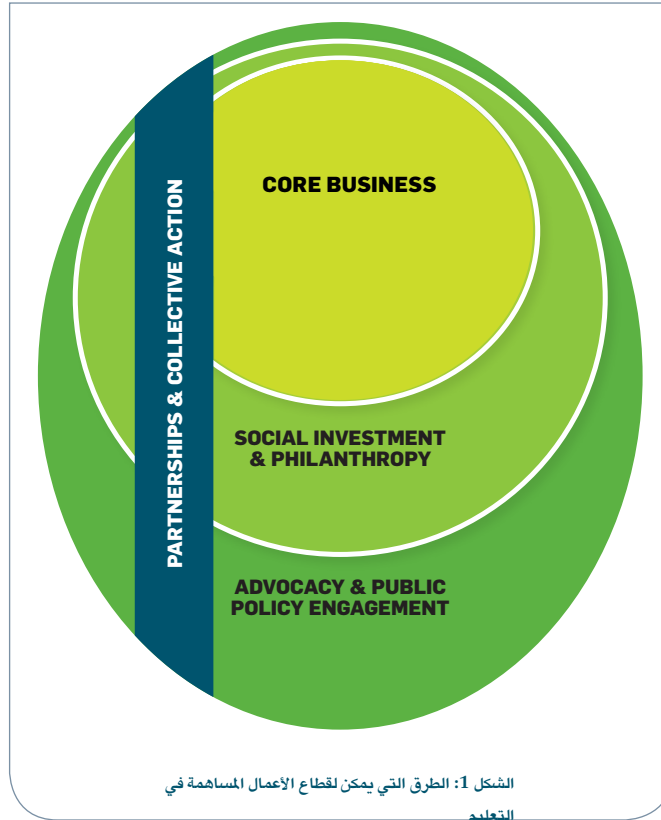 CORE BUSINESS
PARTNERSHIPS & COLLECTIVE ACTION
SOCIAL INVESTMENT
& PHILANTHROPY
ADVOCACY & PUBLIC
POLICY ENGAGEMENT
الشكل 1: الطرق التي يمكن لقطاع الأعمال المساهمة في
التعليم